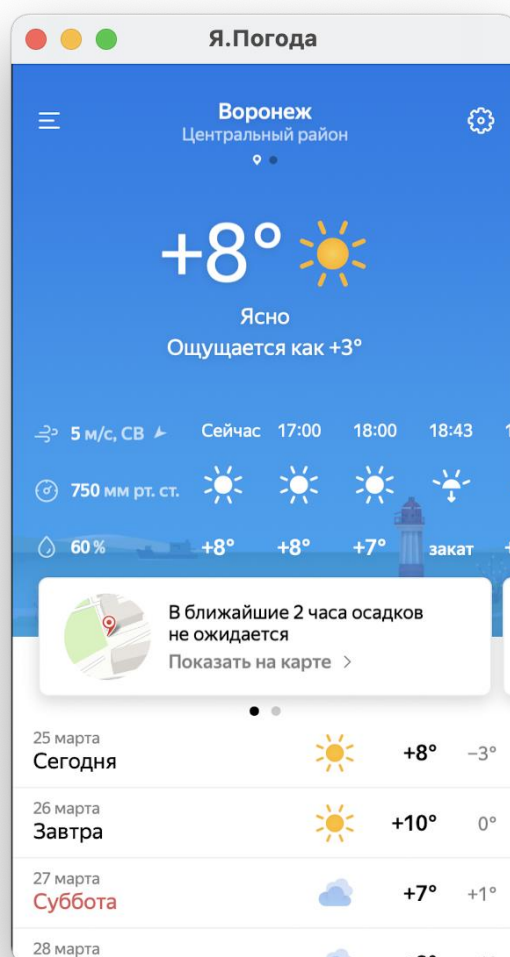 Я.Погода
Воронеж
Центральный район
+8°
Ясно
Ощущается как +3°
5 м/с, СВ
Сейчас 17:00 18:00 18:43
750 мм рт. ст.
60 %
+8° +8° +7° закат
В ближайшие 2 часа осадков
не ожидается
Показать на карте
25 марта
Сегодня +8° −3°
26 марта
Завтра +10° 0°
27 марта
Суббота +7° +1°
28 марта